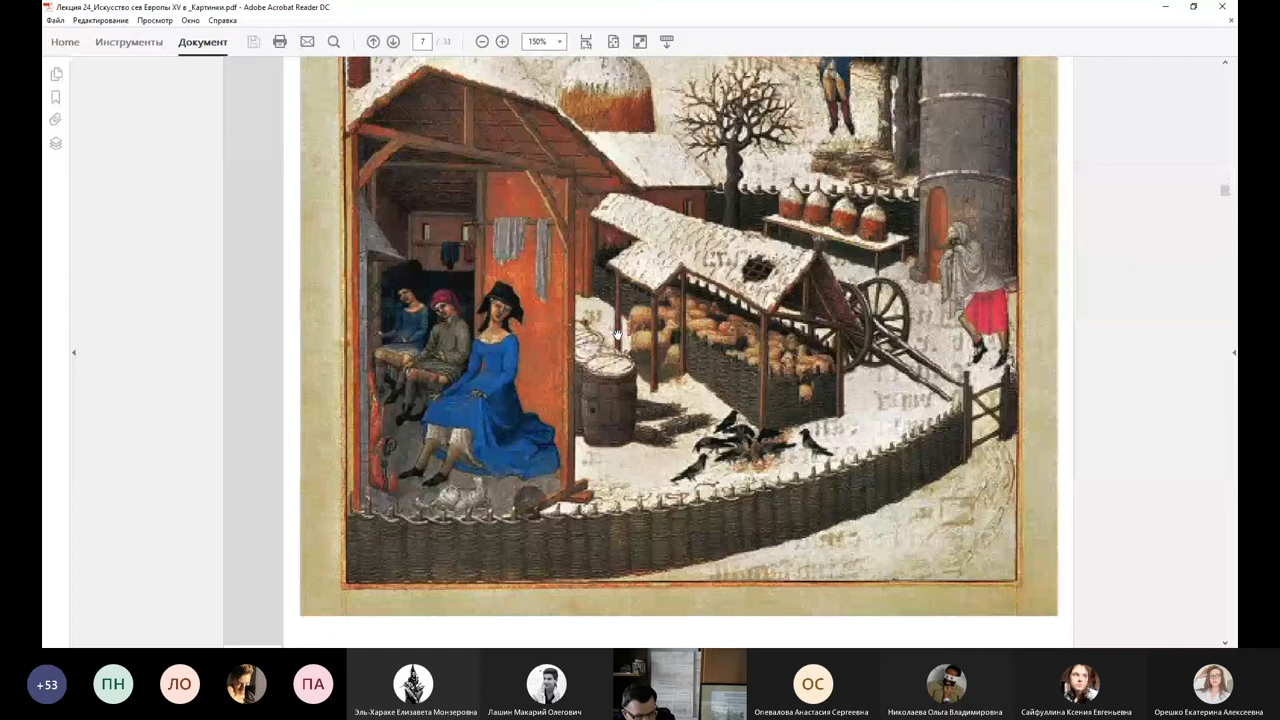 Лекция 24_Искусство сев Европы XV в _Картинки.pdf - Adobe Acrobat Reader DC
Файл Редактирование Просмотр Окно Справка
Home Инструменты Документ 7 / 33 150%
+53 ПН ЛО ПА ОС
Эль-Хараке Елизавета Монзеровна Лашин Макарий Олегович Опевалова Анастасия Сергеевна Николаева Ольга Владимировна Сайфуллина Ксения Евгеньевна Орешко Екатерина Алексеевна